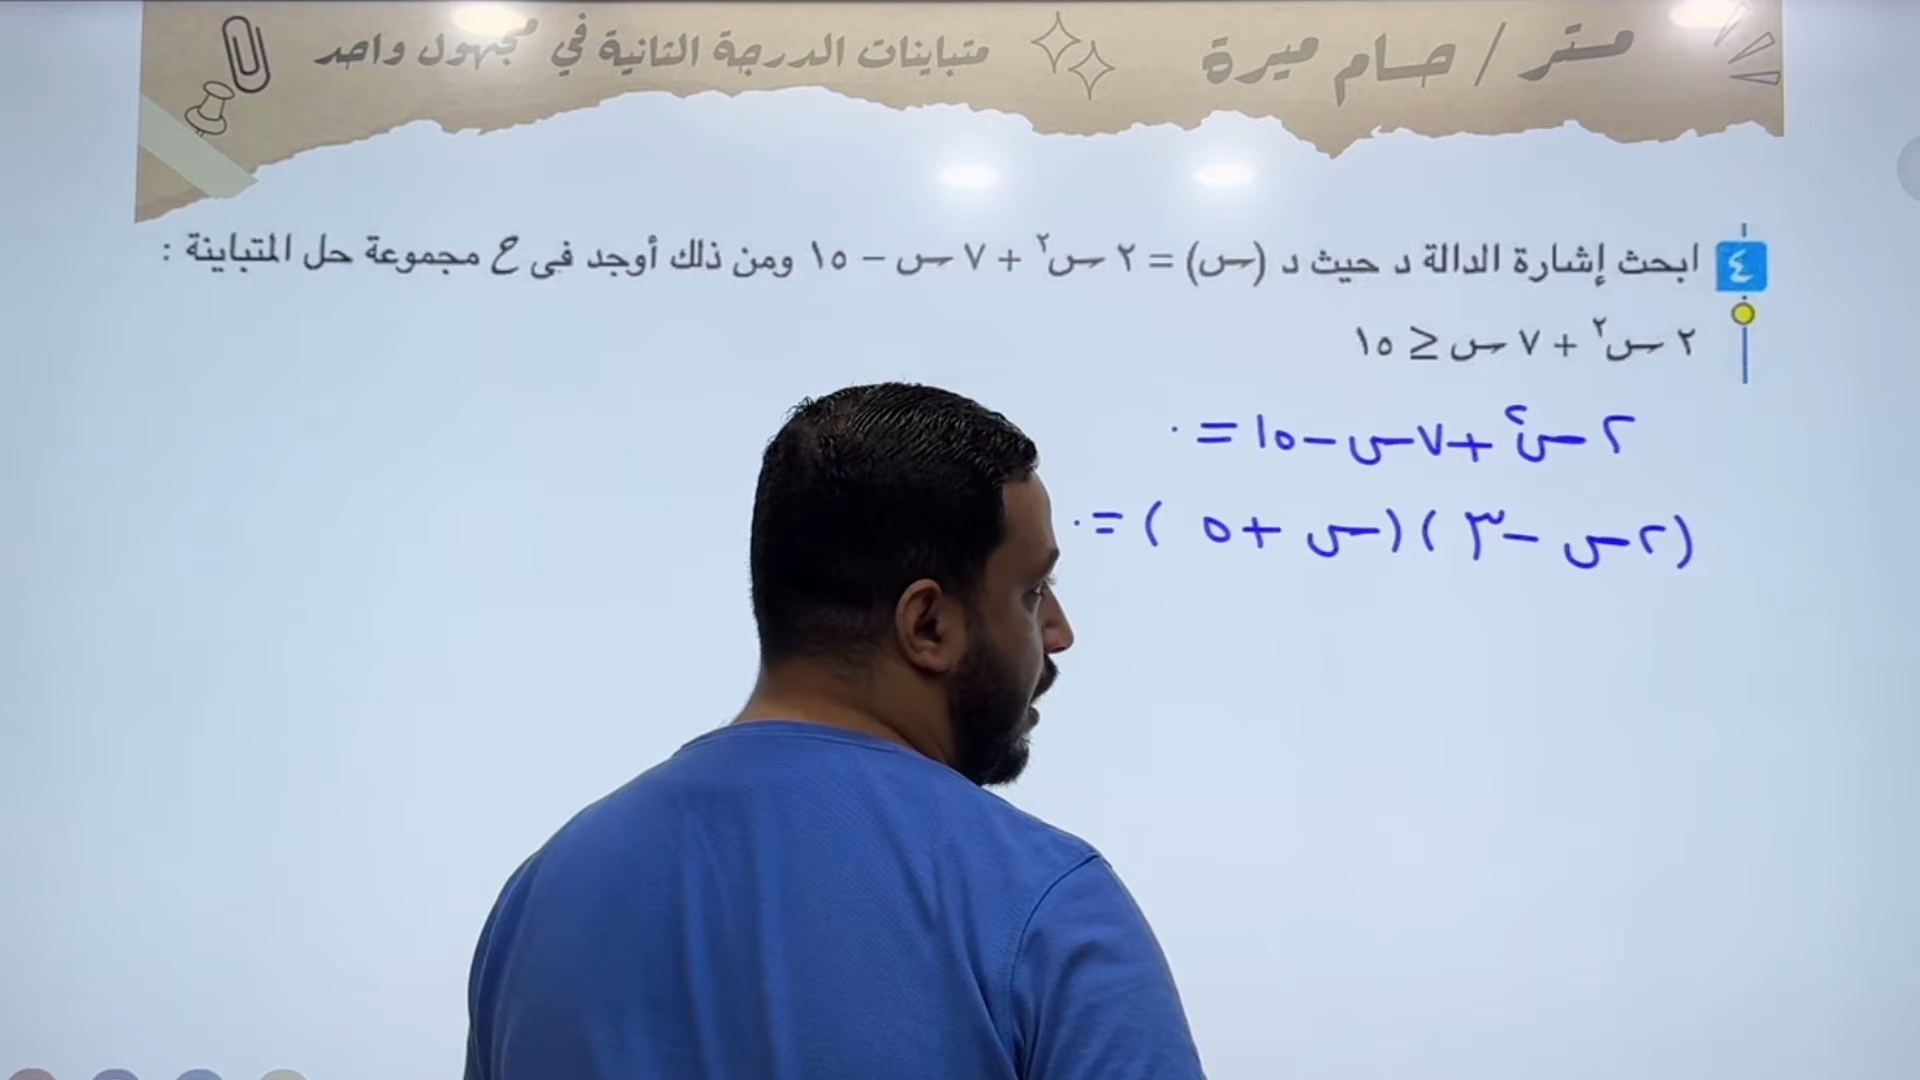 مستر / حسام ميرة متباينات الدرجة الثانية في مجهول واحد
٤ ابحث إشارة الدالة د حيث د (س) = ٢ س٢ + ٧ س – ١٥ ومن ذلك أوجد فى ح مجموعة حل المتباينة :
٢ س٢ + ٧ س ≥ ١٥
٢ س٢ + ٧ س – ١٥ = ٠
(٢ س – ٣) (س + ٥) = ٠